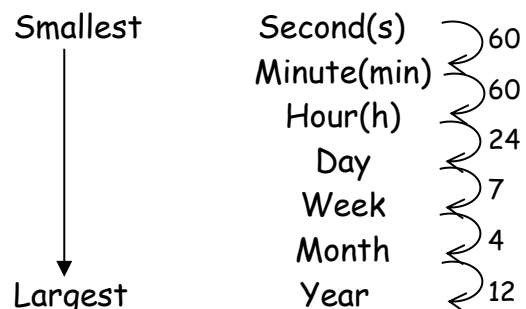 Smallest Second(s) 60
Minute(min) 60
Hour(h) 24
Day 7
Week 4
Month 12
Largest Year